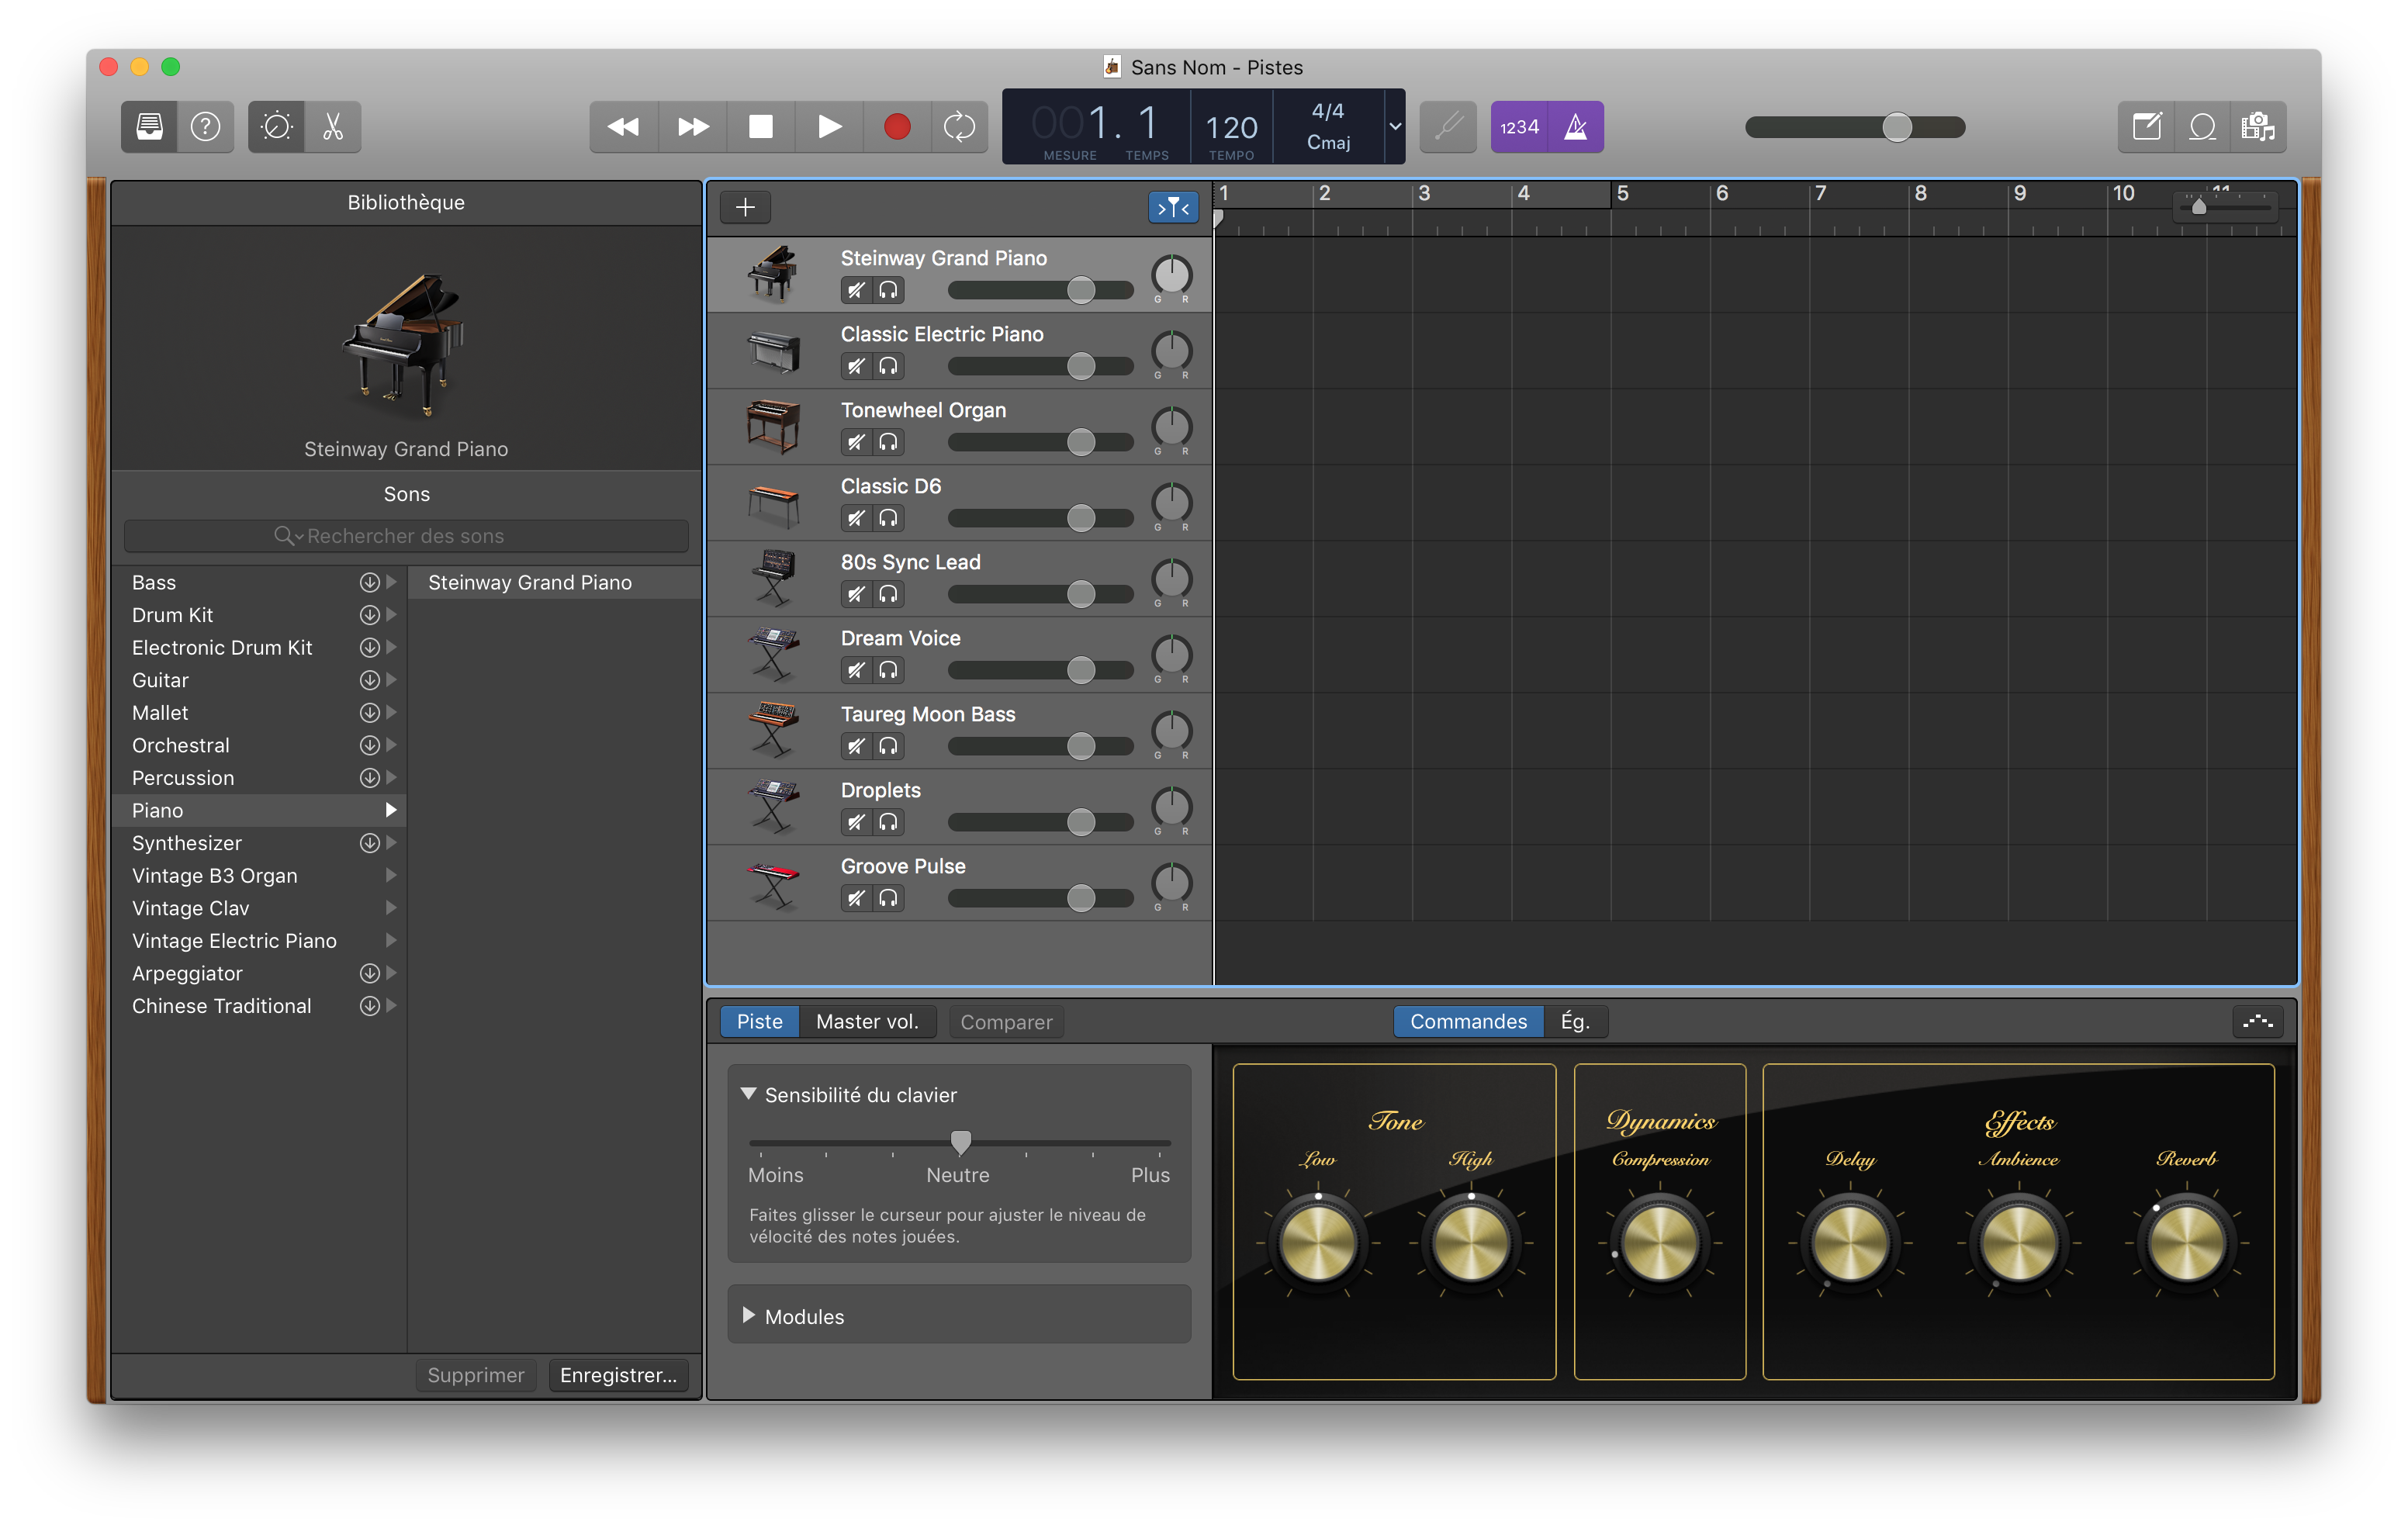 Sans Nom - Pistes
001. 1
120
4/4
Cmaj
MESURE TEMPS TEMPO
1234
Bibliothèque
Steinway Grand Piano
Sons
Rechercher des sons
Bass
Drum Kit
Electronic Drum Kit
Guitar
Mallet
Orchestral
Percussion
Piano
Synthesizer
Vintage B3 Organ
Vintage Clav
Vintage Electric Piano
Arpeggiator
Chinese Traditional
Steinway Grand Piano
Supprimer Enregistrer...
1 2 3 4 5 6 7 8 9 10 11
Steinway Grand Piano
G R
Classic Electric Piano
G R
Tonewheel Organ
G R
Classic D6
G R
80s Sync Lead
G R
Dream Voice
G R
Taureg Moon Bass
G R
Droplets
G R
Groove Pulse
G R
Piste Master vol. Comparer Commandes Ég.
Sensibilité du clavier
Moins Neutre Plus
Faites glisser le curseur pour ajuster le niveau de
vélocité des notes jouées.
Modules
Tone
Low High
Dynamics
Compression
Effects
Delay Ambience Reverb